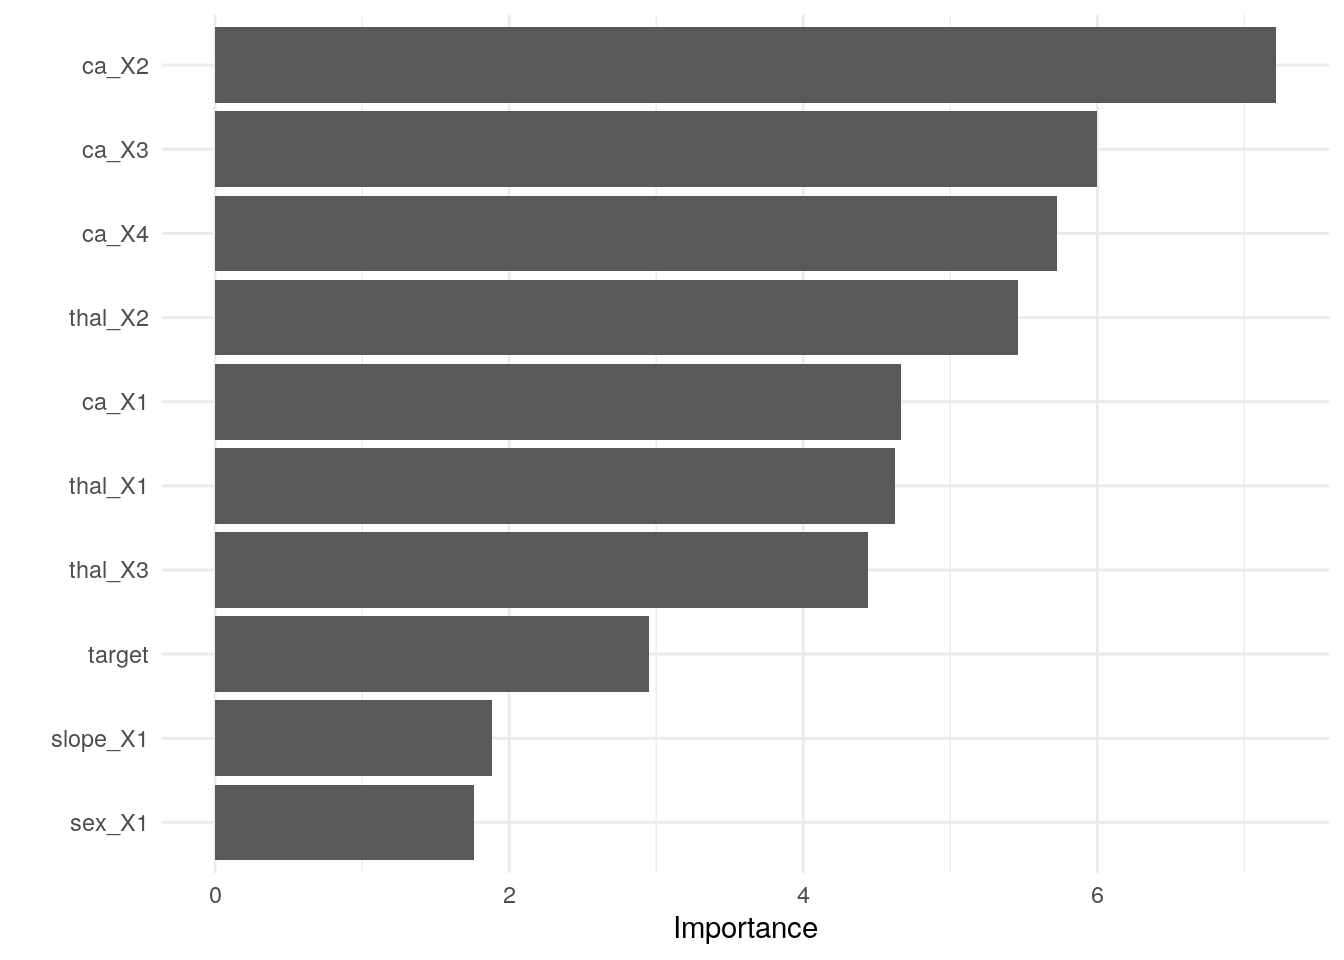 ca_X2
ca_X3
ca_X4
thal_X2
ca_X1
thal_X1
thal_X3
target
slope_X1
sex_X1
0 2 4 6
Importance